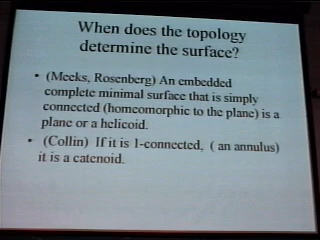 When does the topology
determine the surface?
• (Meeks, Rosenberg) An embedded
complete minimal surface that is simply
connected (homeomorphic to the plane) is a
plane or a helicoid.
• (Collin) If it is 1-connected, ( an annulus)
it is a catenoid.